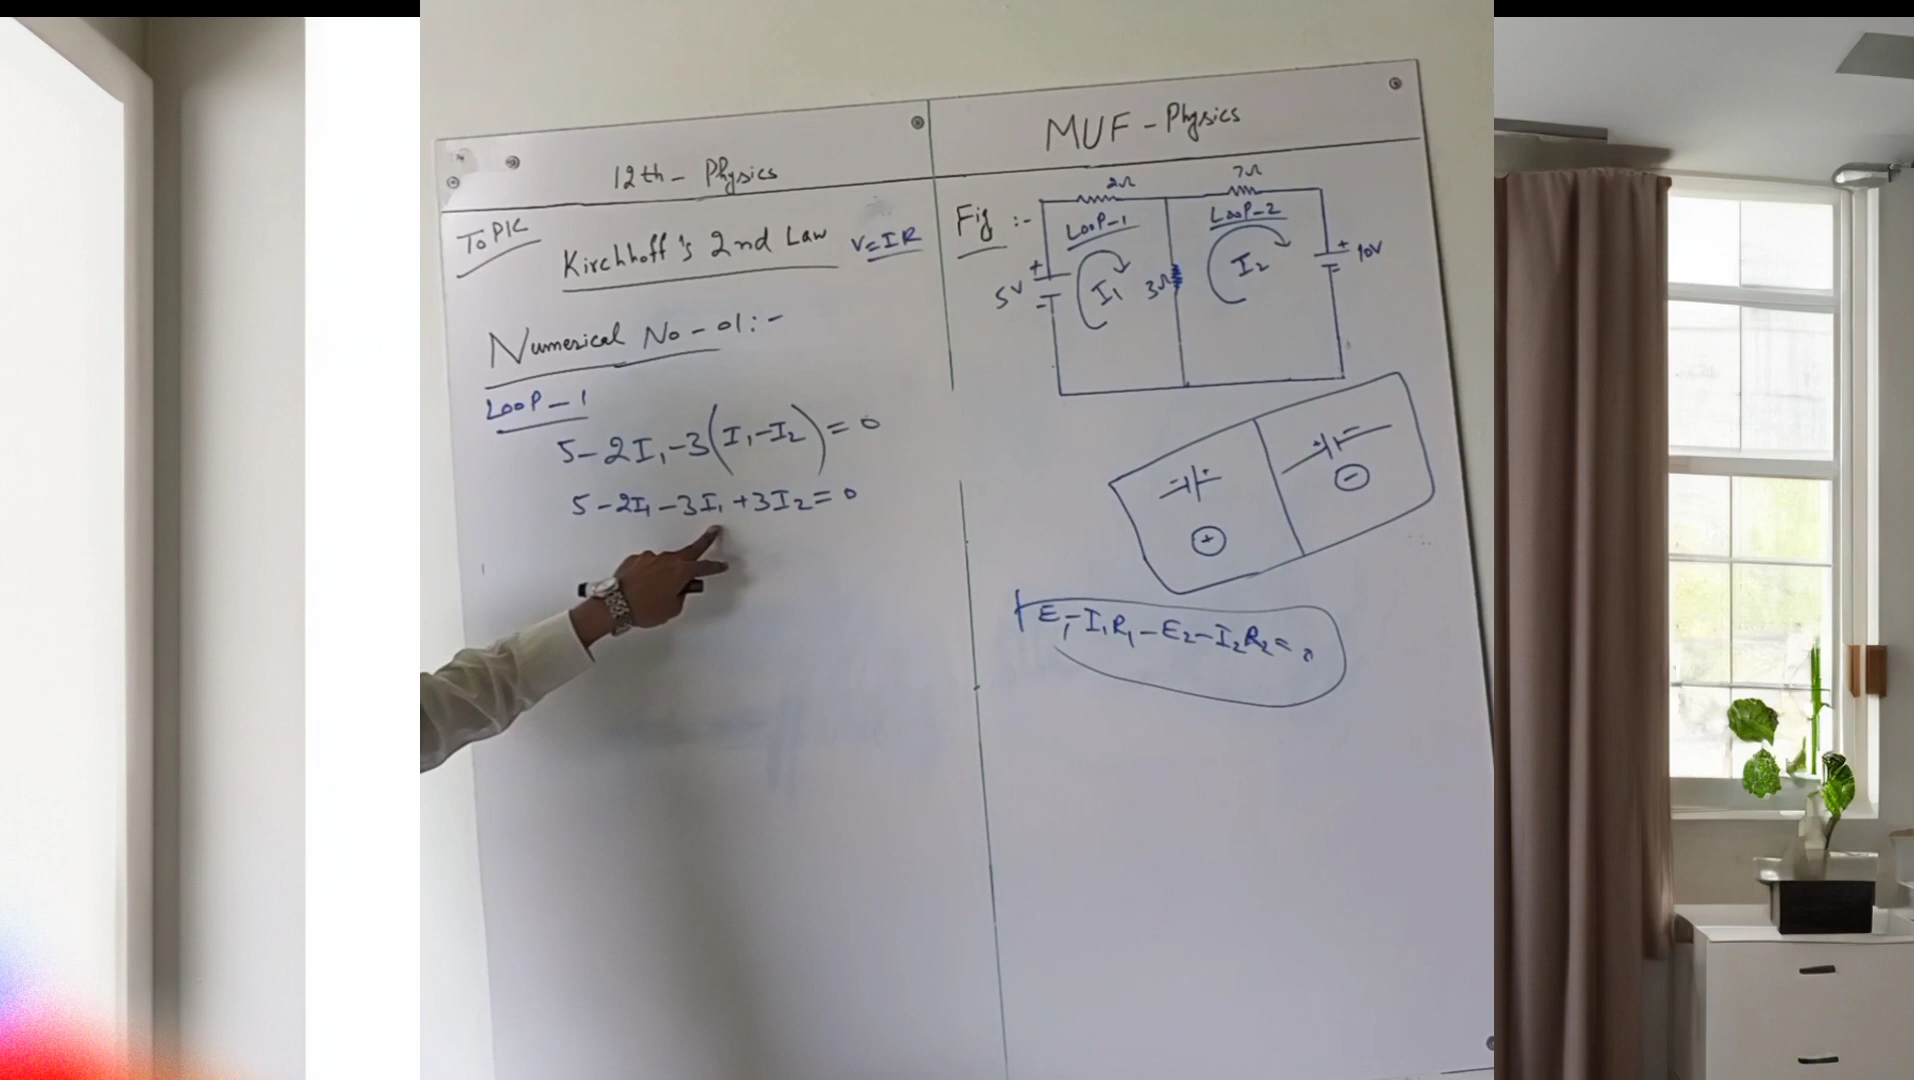 12th - Physics
MUF - Physics
TOPIC
Kirchhoff's 2nd Law
V=IR
Numerical No - 01:-
LOOP-1
5-2I₁-3(I₁-I₂)=0
5-2I₁-3I₁+3I₂=0
Fig :-
2Ω
7Ω
LOOP-1
LOOP-2
+
5V
-
I₁
3Ω
I₂
+
10V
-
- +
+
+ -
-
E₁-I₁R₁-E₂-I₂R₂=0